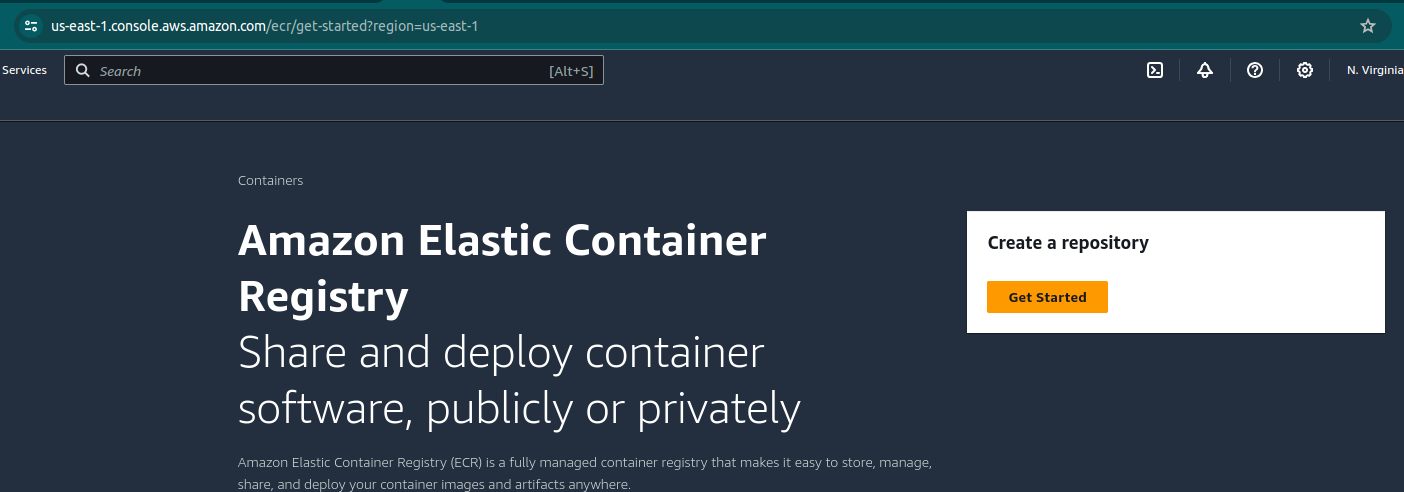 us-east-1.console.aws.amazon.com/ecr/get-started?region=us-east-1
Services
Search
[Alt+S]
N. Virginia
Containers
Amazon Elastic Container
Registry
Share and deploy container
software, publicly or privately
Amazon Elastic Container Registry (ECR) is a fully managed container registry that makes it easy to store, manage,
share, and deploy your container images and artifacts anywhere.
Create a repository
Get Started